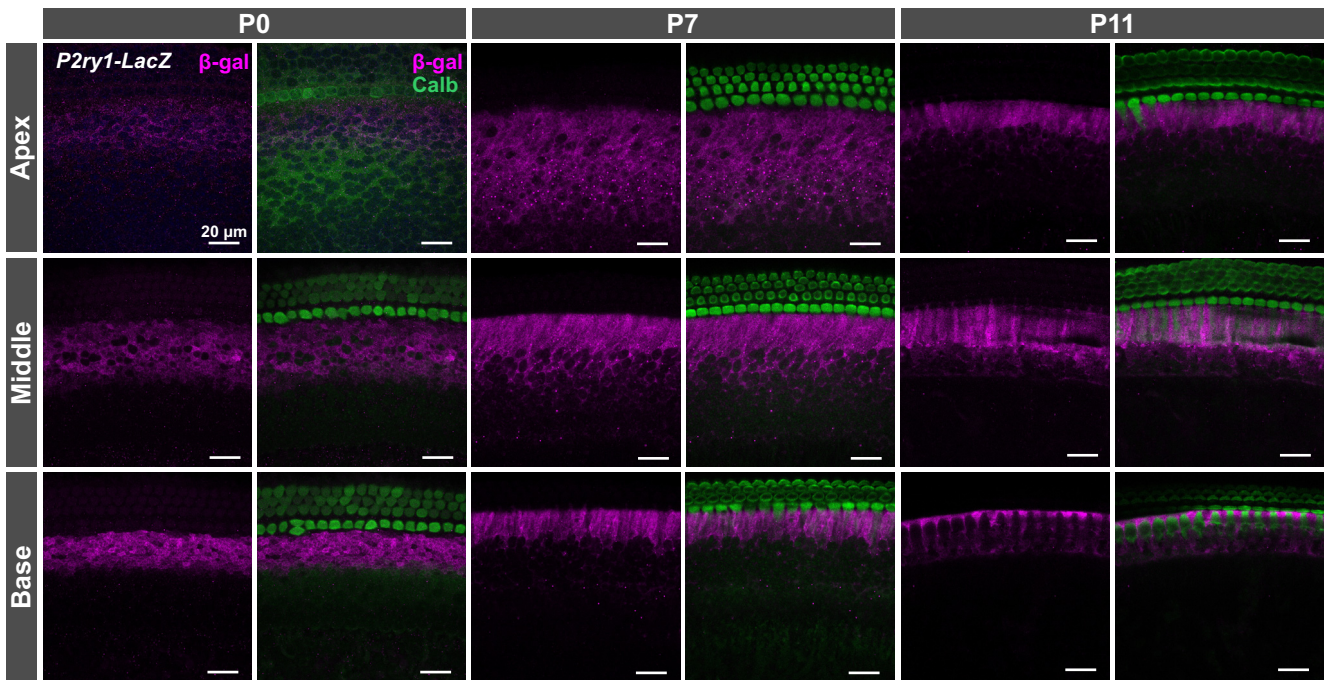 P0
P7
P11
Apex
P2ry1-LacZ
β-gal
β-gal
Calb
20 µm
Middle
Base